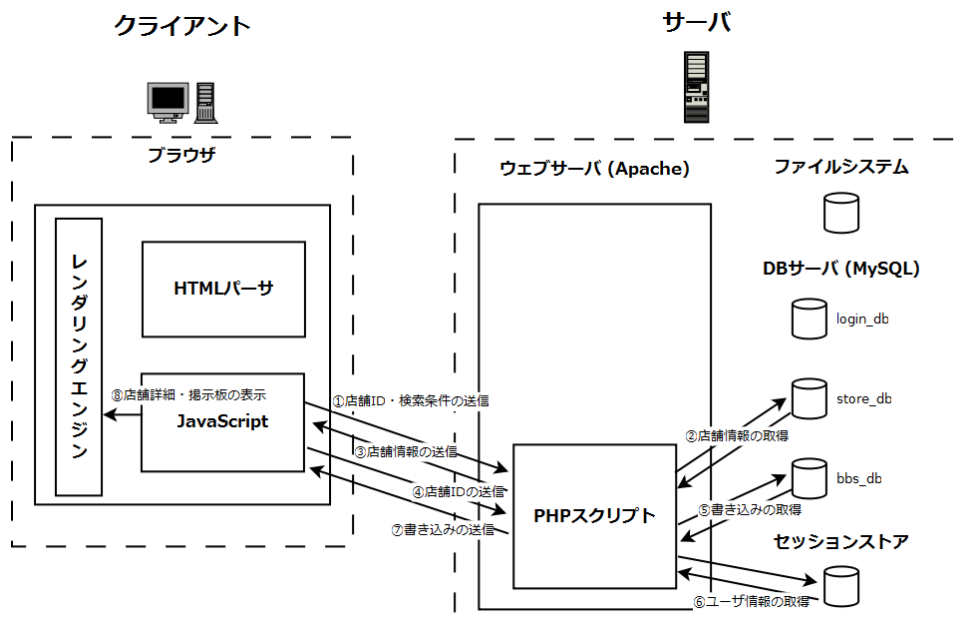 クライアント
サーバ
ブラウザ
ウェブサーバ (Apache)
ファイルシステム
レンダリングエンジン
HTMLパーサ
DBサーバ (MySQL)
login_db
⑧店舗詳細・掲示板の表示
JavaScript
①店舗ID・検索条件の送信
store_db
②店舗情報の取得
③店舗情報の送信
④店舗IDの送信
bbs_db
⑤書き込みの取得
PHPスクリプト
⑦書き込みの送信
セッションストア
⑥ユーザ情報の取得